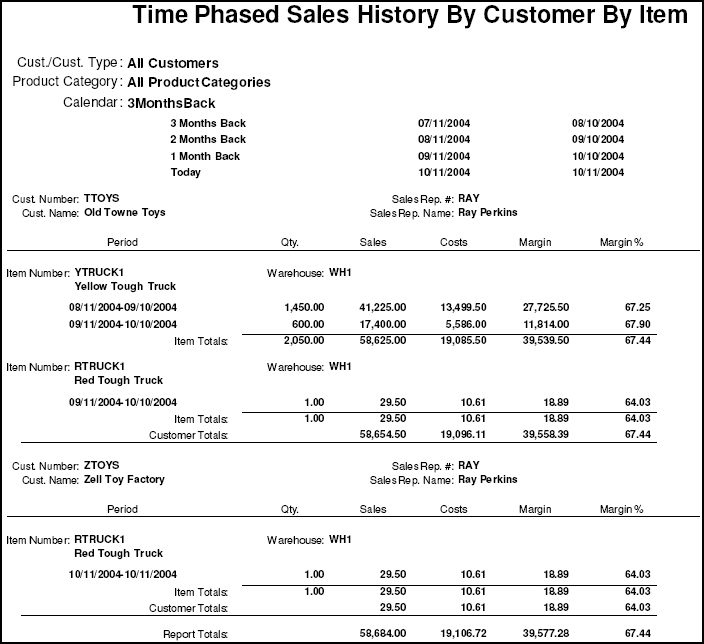 Time Phased Sales History By Customer By Item
Cust./Cust. Type: All Customers
Product Category: All Product Categories
Calendar: 3MonthsBack
3 Months Back 07/11/2004 08/10/2004
2 Months Back 08/11/2004 09/10/2004
1 Month Back 09/11/2004 10/10/2004
Today 10/11/2004 10/11/2004
Cust. Number: TTOYS Sales Rep. #: RAY
Cust. Name: Old Towne Toys Sales Rep. Name: Ray Perkins
Period Qty. Sales Costs Margin Margin %
Item Number: YTRUCK1 Warehouse: WH1
Yellow Tough Truck
08/11/2004-09/10/2004 1,450.00 41,225.00 13,499.50 27,725.50 67.25
09/11/2004-10/10/2004 600.00 17,400.00 5,586.00 11,814.00 67.90
Item Totals: 2,050.00 58,625.00 19,085.50 39,539.50 67.44
Item Number: RTRUCK1 Warehouse: WH1
Red Tough Truck
09/11/2004-10/10/2004 1.00 29.50 10.61 18.89 64.03
Item Totals: 1.00 29.50 10.61 18.89 64.03
Customer Totals: 58,654.50 19,096.11 39,558.39 67.44
Cust. Number: ZTOYS Sales Rep. #: RAY
Cust. Name: Zell Toy Factory Sales Rep. Name: Ray Perkins
Period Qty. Sales Costs Margin Margin %
Item Number: RTRUCK1 Warehouse: WH1
Red Tough Truck
10/11/2004-10/11/2004 1.00 29.50 10.61 18.89 64.03
Item Totals: 1.00 29.50 10.61 18.89 64.03
Customer Totals: 29.50 10.61 18.89 64.03
Report Totals: 58,684.00 19,106.72 39,577.28 67.44